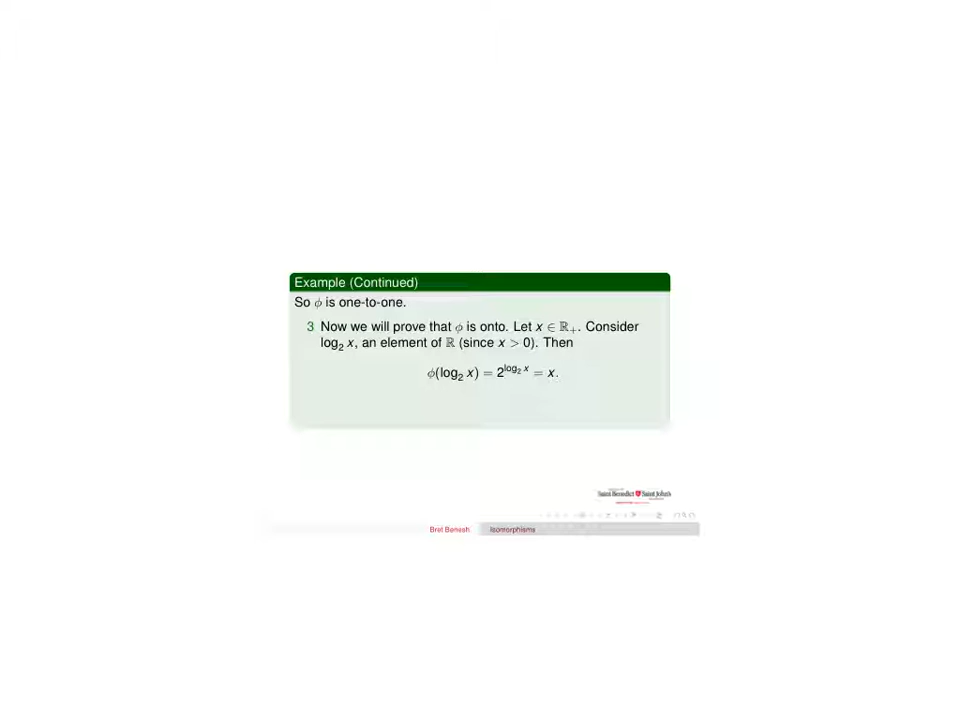 Example (Continued)
So ϕ is one-to-one.
3 Now we will prove that ϕ is onto. Let x ∈ ℝ₊. Consider
log₂ x, an element of ℝ (since x > 0). Then
ϕ(log₂ x) = 2^{log₂ x} = x.
Saint Benedict Saint John's
Bret Benesh Isomorphisms